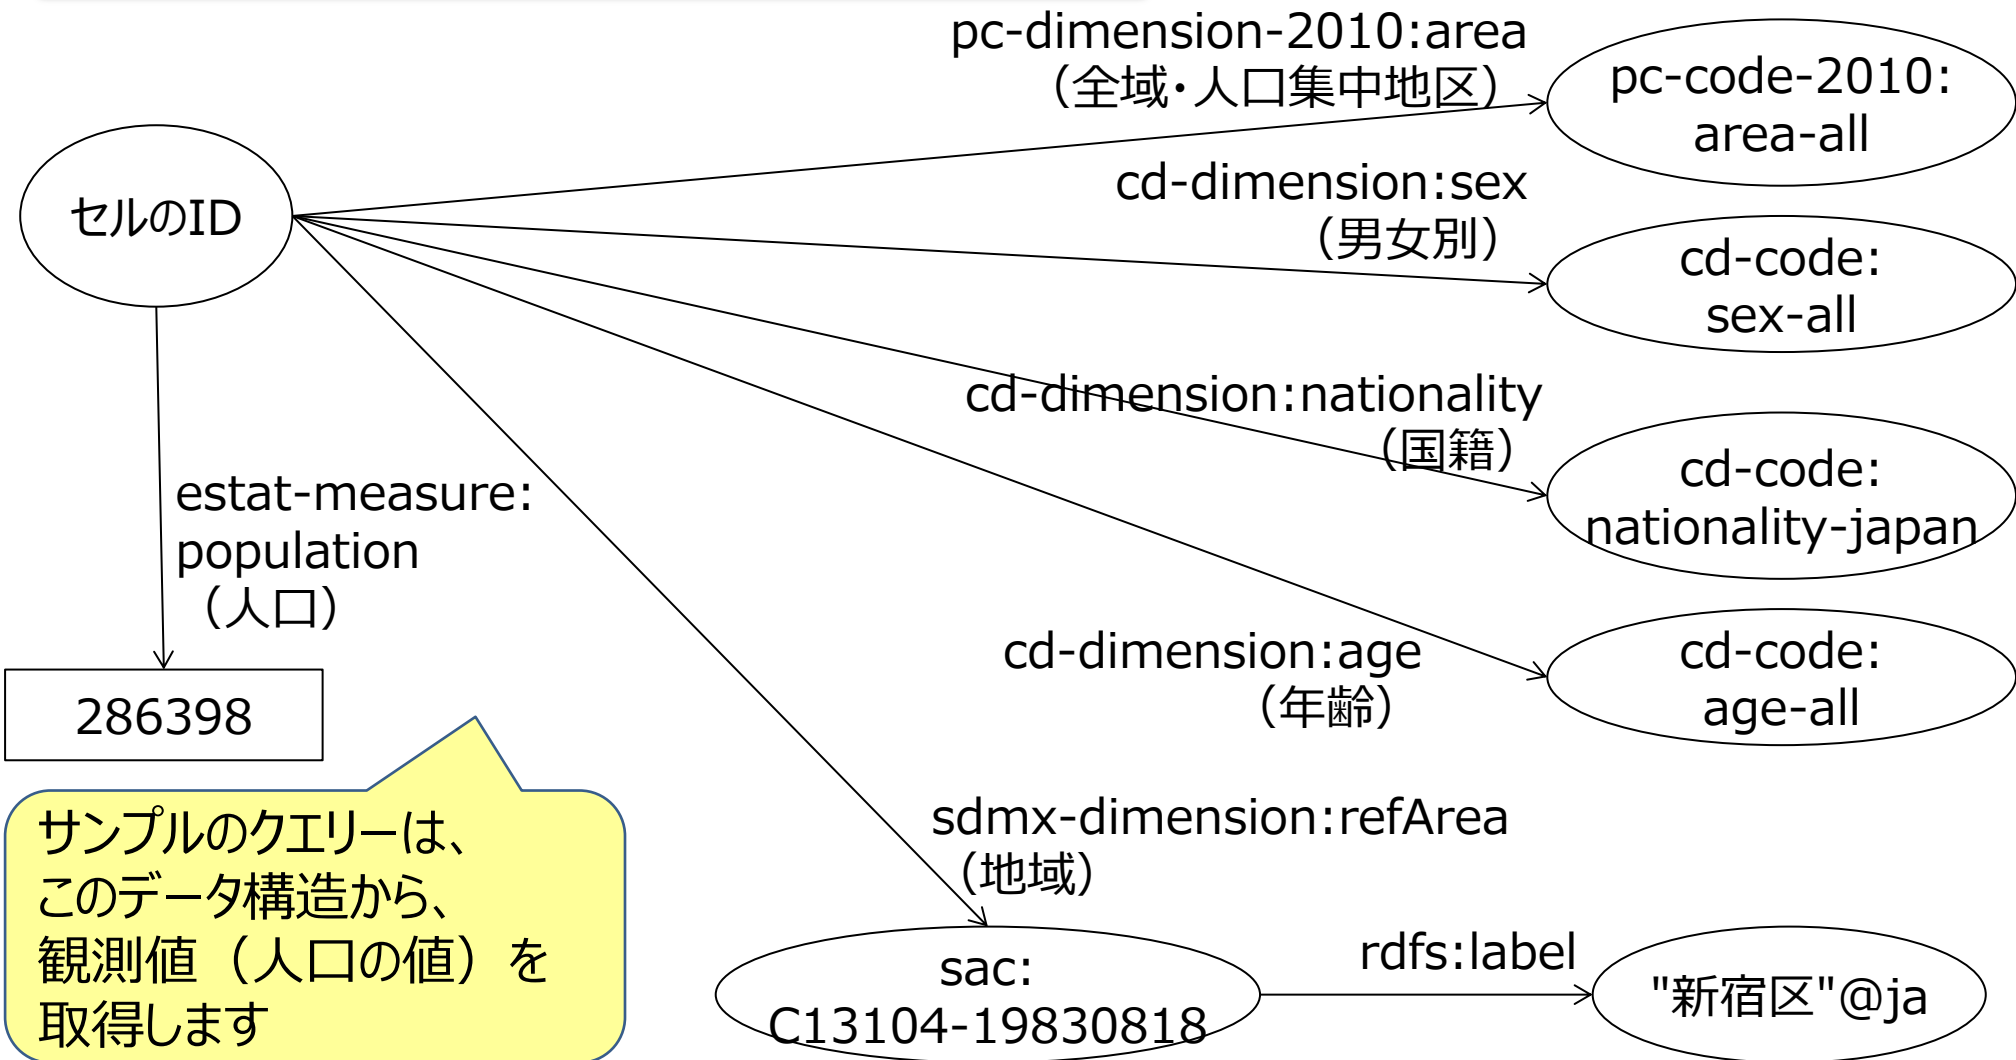 pc-dimension-2010:area
（全域・人口集中地区）
pc-code-2010:
area-all
セルのID
cd-dimension:sex
（男女別）
cd-code:
sex-all
cd-dimension:nationality
（国籍）
cd-code:
nationality-japan
estat-measure:
population
（人口）
cd-dimension:age
（年齢）
cd-code:
age-all
286398
サンプルのクエリーは、
このデータ構造から、
観測値（人口の値）を
取得します
sdmx-dimension:refArea
（地域）
sac:
C13104-19830818
rdfs:label
"新宿区"@ja